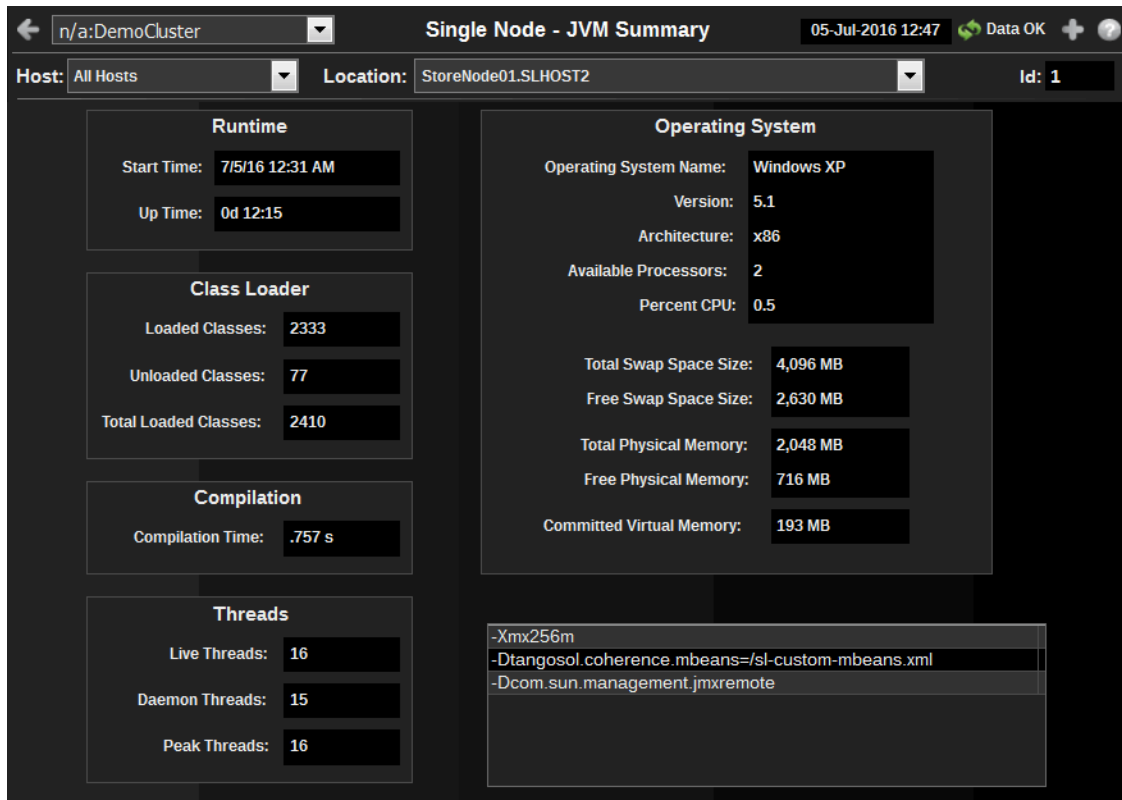 n/a:DemoCluster Single Node - JVM Summary 05-Jul-2016 12:47 Data OK ?
Host: All Hosts Location: StoreNode01.SLHOST2 Id: 1
Runtime
Start Time: 7/5/16 12:31 AM
Up Time: 0d 12:15
Class Loader
Loaded Classes: 2333
Unloaded Classes: 77
Total Loaded Classes: 2410
Compilation
Compilation Time: .757 s
Threads
Live Threads: 16
Daemon Threads: 15
Peak Threads: 16
Operating System
Operating System Name: Windows XP
Version: 5.1
Architecture: x86
Available Processors: 2
Percent CPU: 0.5
Total Swap Space Size: 4,096 MB
Free Swap Space Size: 2,630 MB
Total Physical Memory: 2,048 MB
Free Physical Memory: 716 MB
Committed Virtual Memory: 193 MB
-Xmx256m
-Dtangosol.coherence.mbeans=/sl-custom-mbeans.xml
-Dcom.sun.management.jmxremote